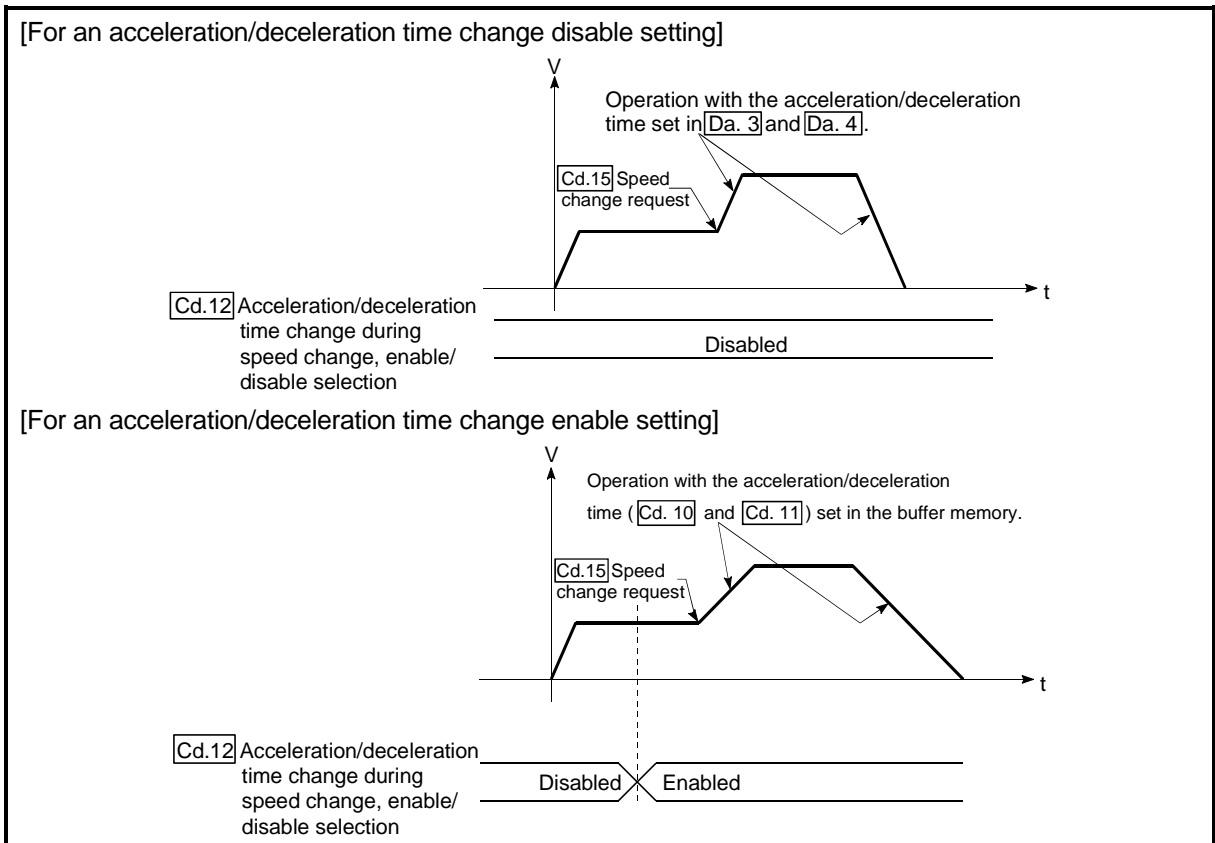 [For an acceleration/deceleration time change disable setting]
V
Operation with the acceleration/deceleration
time set in Da. 3 and Da. 4 .
Cd.15 Speed
change request
t
Cd.12 Acceleration/deceleration
time change during
speed change, enable/
disable selection
Disabled
[For an acceleration/deceleration time change enable setting]
V
Operation with the acceleration/deceleration
time ( Cd. 10 and Cd. 11 ) set in the buffer memory.
Cd.15 Speed
change request
t
Cd.12 Acceleration/deceleration
time change during
speed change, enable/
disable selection
Disabled
Enabled